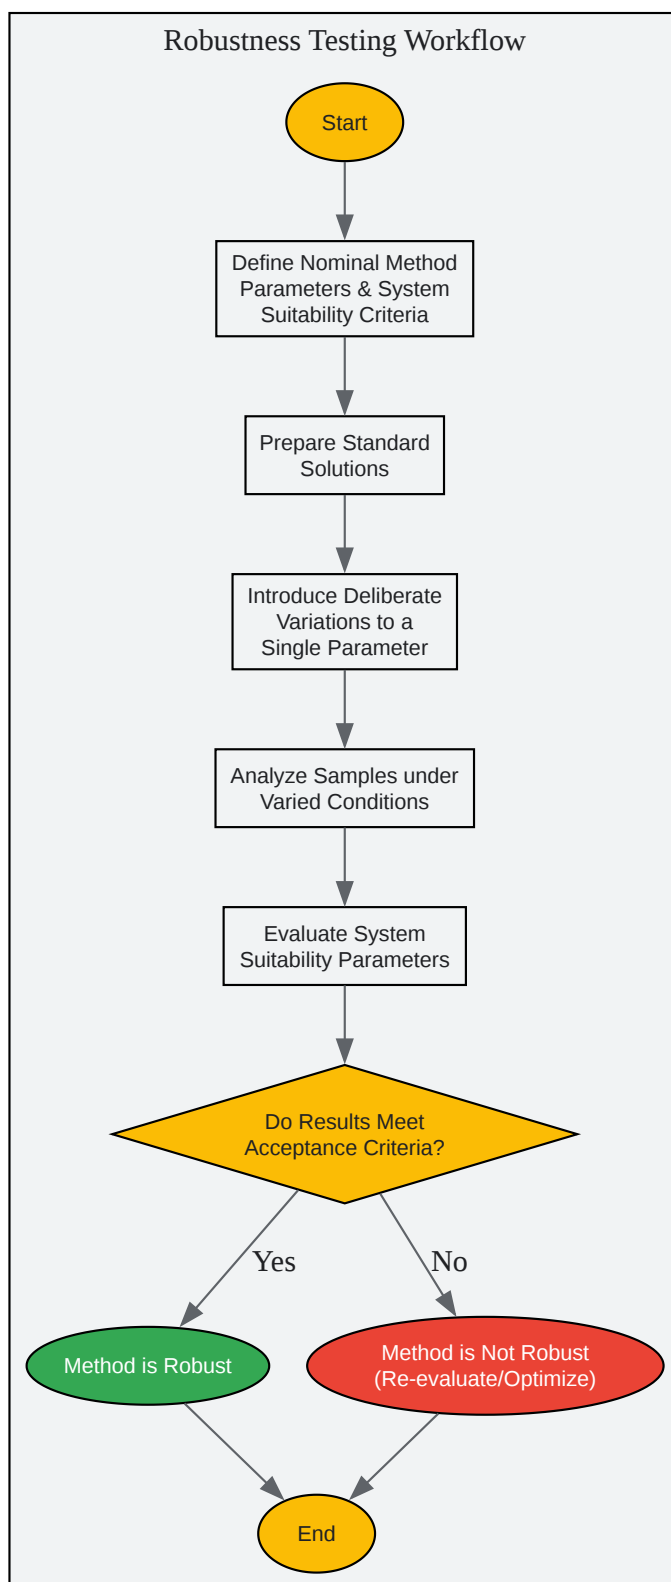 Robustness Testing Workflow
Start
Define Nominal Method
Parameters & System
Suitability Criteria
Prepare Standard
Solutions
Introduce Deliberate
Variations to a
Single Parameter
Analyze Samples under
Varied Conditions
Evaluate System
Suitability Parameters
Do Results Meet
Acceptance Criteria?
Yes
No
Method is Robust
Method is Not Robust
(Re-evaluate/Optimize)
End